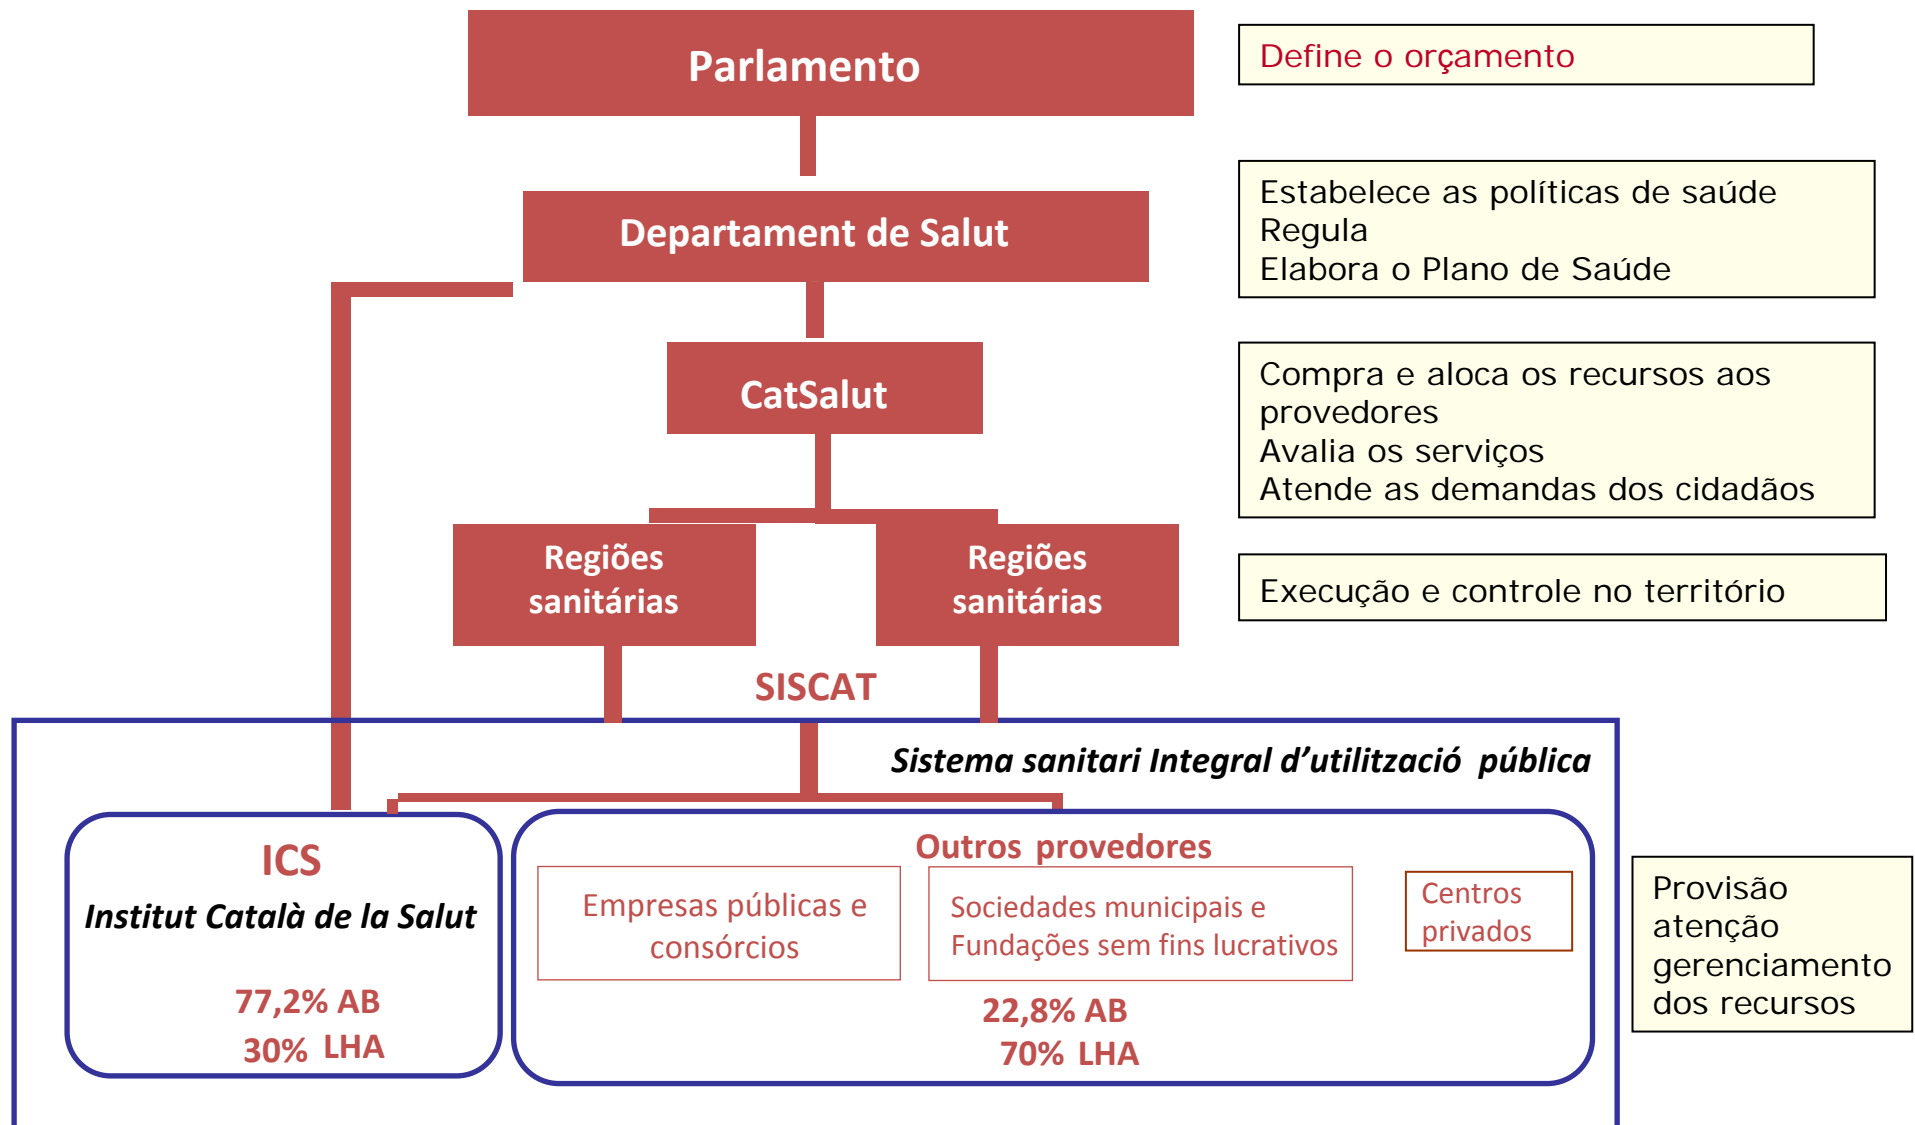 Parlamento
Define o orçamento
Departament de Salut
Estabelece as políticas de saúde
Regula
Elabora o Plano de Saúde
CatSalut
Compra e aloca os recursos aos
provedores
Avalia os serviços
Atende as demandas dos cidadãos
Regiões
sanitárias
Regiões
sanitárias
Execução e controle no território
SISCAT
Sistema sanitari Integral d’utilització pública
ICS
Institut Català de la Salut
77,2% AB
30% LHA
Outros provedores
Empresas públicas e
consórcios
Sociedades municipais e
Fundações sem fins lucrativos
Centros
privados
22,8% AB
70% LHA
Provisão
atenção
gerenciamento
dos recursos